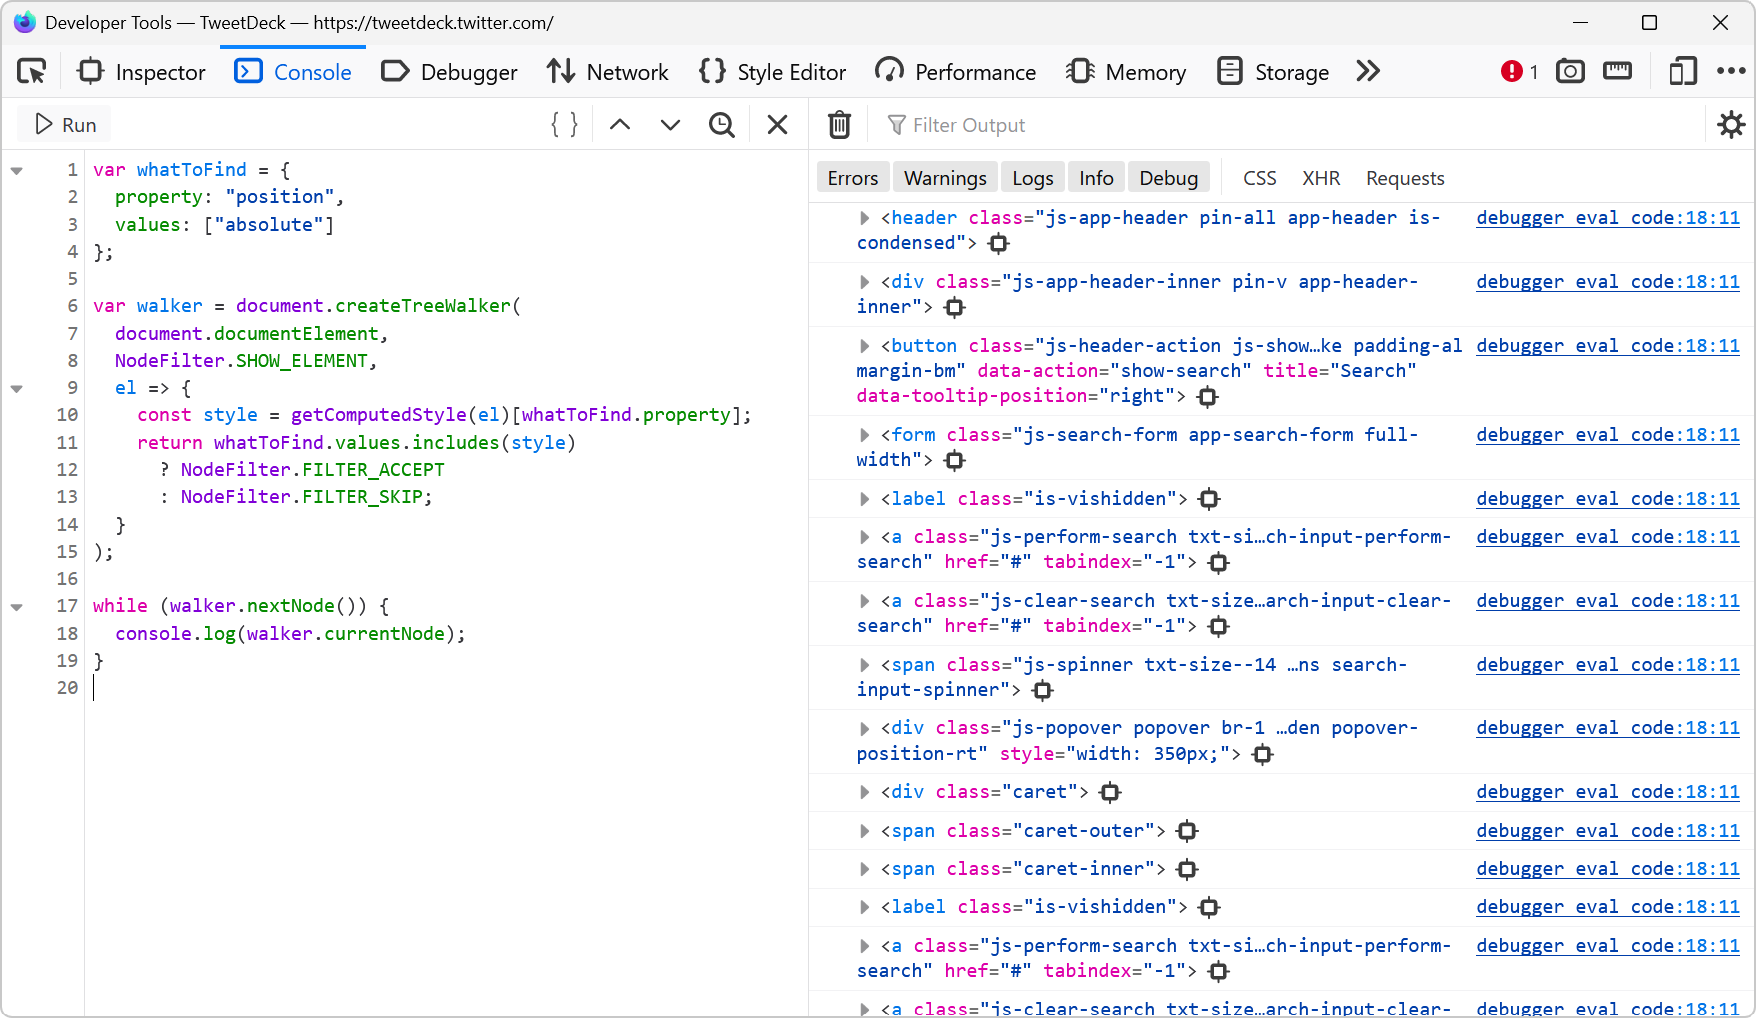 Developer Tools — TweetDeck — https://tweetdeck.twitter.com/
Inspector Console Debugger Network Style Editor Performance Memory Storage 1
Run
Filter Output
Errors Warnings Logs Info Debug CSS XHR Requests
1 var whatToFind = {
2   property: "position",
3   values: ["absolute"]
4 };
5
6 var walker = document.createTreeWalker(
7   document.documentElement,
8   NodeFilter.SHOW_ELEMENT,
9   el => {
10     const style = getComputedStyle(el)[whatToFind.property];
11     return whatToFind.values.includes(style)
12       ? NodeFilter.FILTER_ACCEPT
13       : NodeFilter.FILTER_SKIP;
14   }
15 );
16
17 while (walker.nextNode()) {
18   console.log(walker.currentNode);
19 }
20
<header class="js-app-header pin-all app-header is- debugger eval code:18:11
condensed">
<div class="js-app-header-inner pin-v app-header- debugger eval code:18:11
inner">
<button class="js-header-action js-show…ke padding-al debugger eval code:18:11
margin-bm" data-action="show-search" title="Search"
data-tooltip-position="right">
<form class="js-search-form app-search-form full- debugger eval code:18:11
width">
<label class="is-vishidden"> debugger eval code:18:11
<a class="js-perform-search txt-si…ch-input-perform- debugger eval code:18:11
search" href="#" tabindex="-1">
<a class="js-clear-search txt-size…arch-input-clear- debugger eval code:18:11
search" href="#" tabindex="-1">
<span class="js-spinner txt-size--14 …ns search- debugger eval code:18:11
input-spinner">
<div class="js-popover popover br-1 …den popover- debugger eval code:18:11
position-rt" style="width: 350px;">
<div class="caret"> debugger eval code:18:11
<span class="caret-outer"> debugger eval code:18:11
<span class="caret-inner"> debugger eval code:18:11
<label class="is-vishidden"> debugger eval code:18:11
<a class="js-perform-search txt-si…ch-input-perform- debugger eval code:18:11
search" href="#" tabindex="-1">
<a class="js-clear-search txt-size…arch-input-clear- debugger eval code:18:11